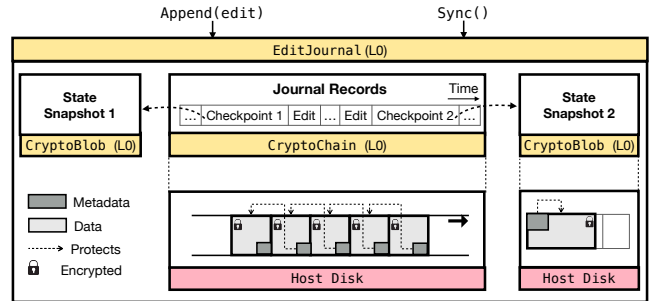 Append(edit) Sync()
EditJournal (L0)
State
Snapshot 1
CryptoBlob (L0)
Journal Records
Time
... Checkpoint 1 Edit ... Edit Checkpoint 2 ...
CryptoChain (L0)
State
Snapshot 2
CryptoBlob (L0)
Metadata
Data
Protects
Encrypted
Host Disk
Host Disk